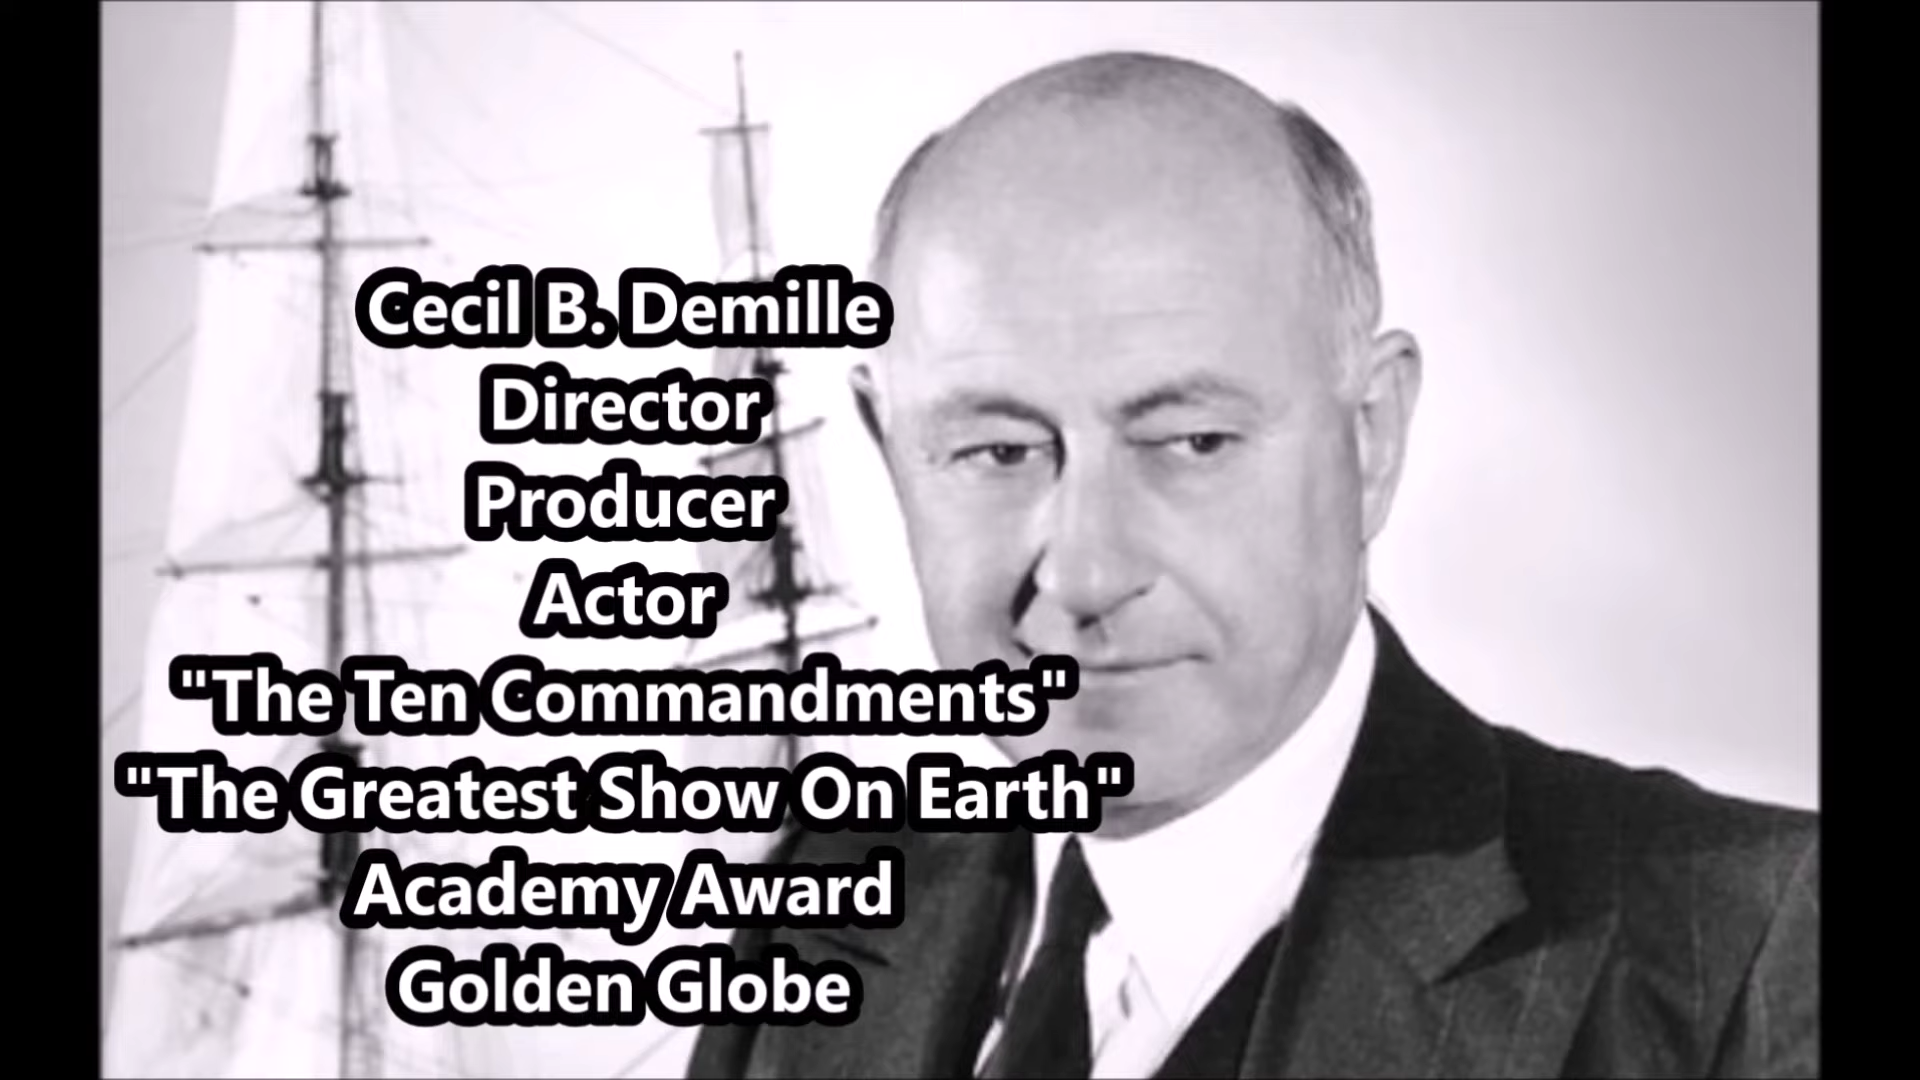 Cecil B. Demille
Director
Producer
Actor
"The Ten Commandments"
"The Greatest Show On Earth"
Academy Award
Golden Globe